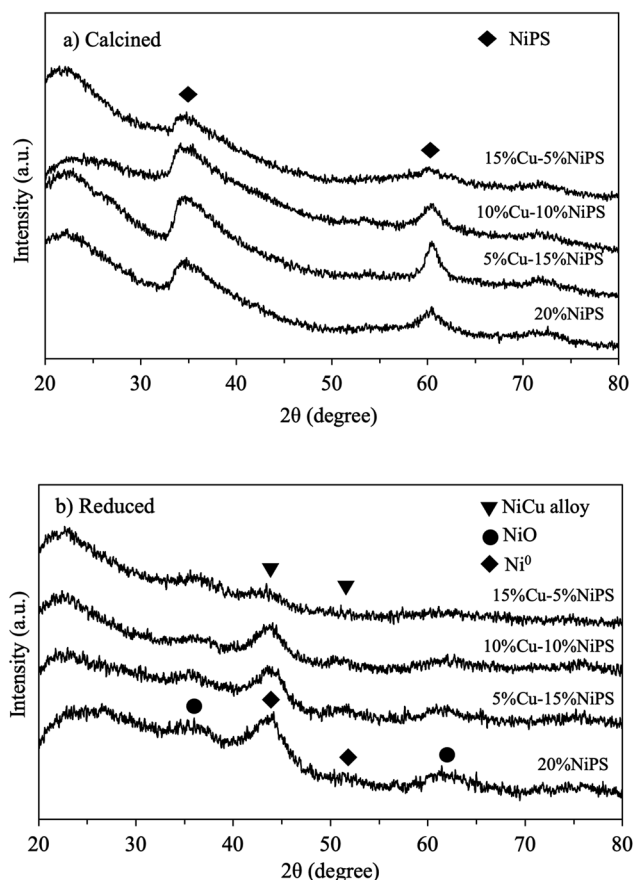 a) Calcined
NiPS
15%Cu-5%NiPS
10%Cu-10%NiPS
5%Cu-15%NiPS
20%NiPS
Intensity (a.u.)
20 30 40 50 60 70 80
2θ (degree)
b) Reduced
NiCu alloy
NiO
Ni⁰
15%Cu-5%NiPS
10%Cu-10%NiPS
5%Cu-15%NiPS
20%NiPS
Intensity (a.u.)
20 30 40 50 60 70 80
2θ (degree)